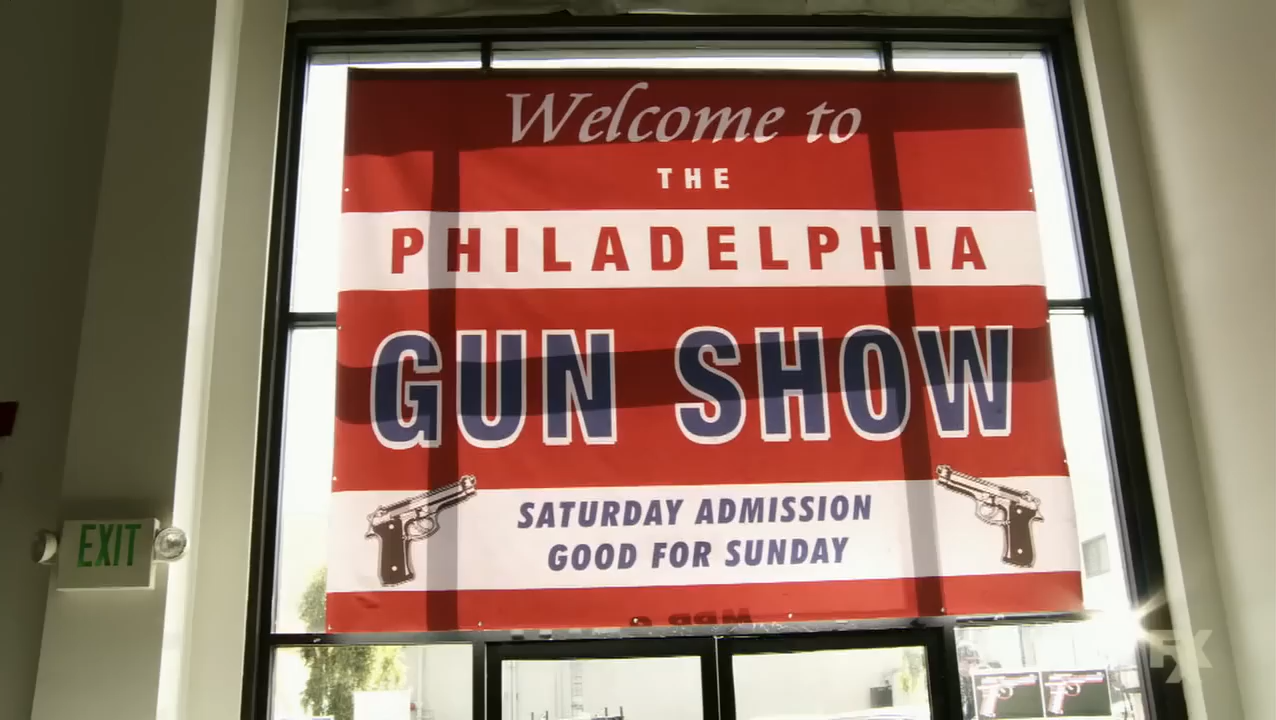 Welcome to
THE
PHILADELPHIA
GUN SHOW
SATURDAY ADMISSION
GOOD FOR SUNDAY
EXIT
FX